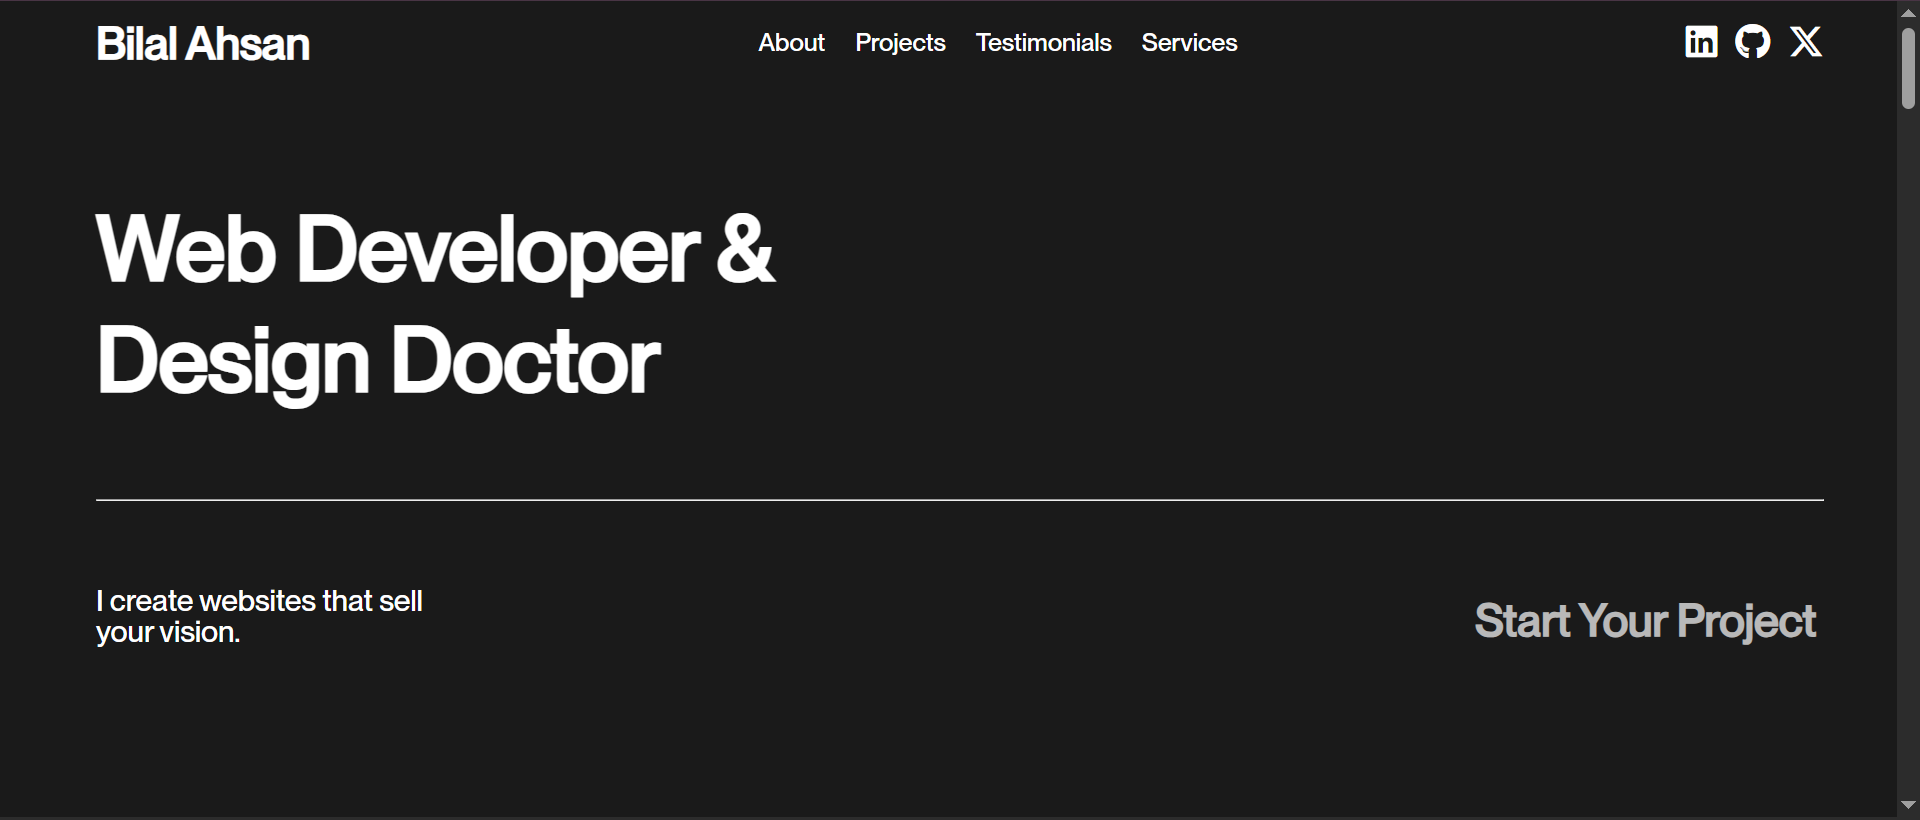 Bilal Ahsan
About Projects Testimonials Services
Web Developer &
Design Doctor
I create websites that sell
your vision.
Start Your Project